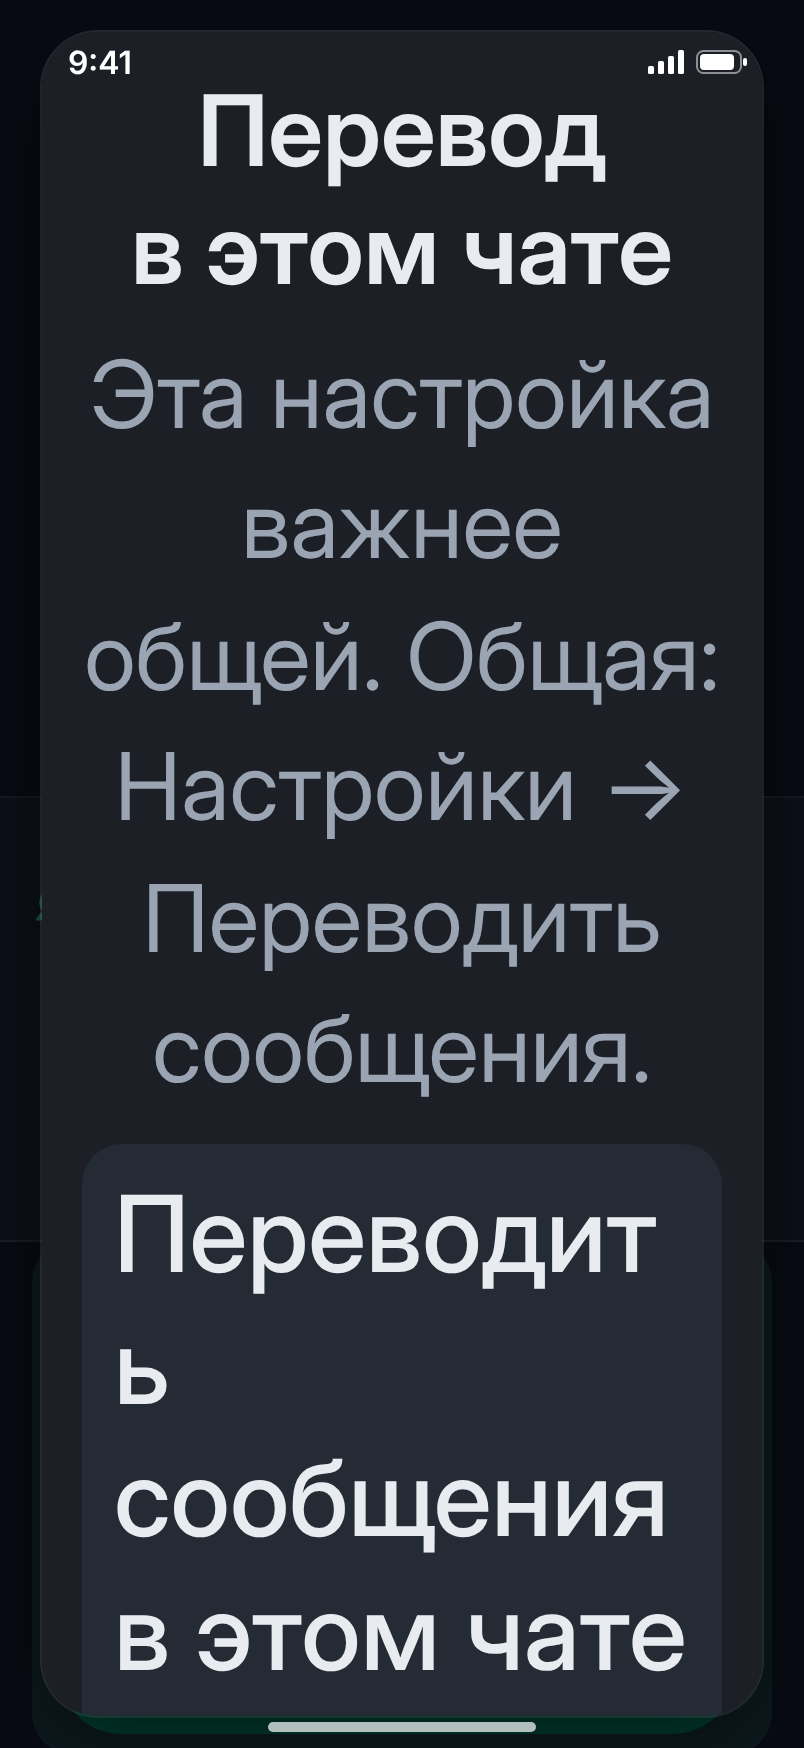 9:41
Перевод
в этом чате
Эта настройка
важнее
общей. Общая:
Настройки →
Переводить
сообщения.
Переводит
ь
сообщения
в этом чате